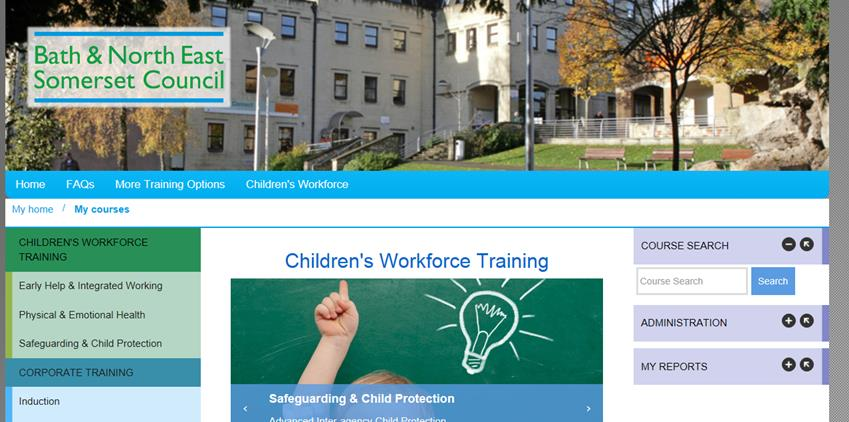 Bath & North East
Somerset Council
Home FAQs More Training Options Children's Workforce
My home / My courses
CHILDREN'S WORKFORCE
TRAINING
Early Help & Integrated Working
Physical & Emotional Health
Safeguarding & Child Protection
CORPORATE TRAINING
Induction
Children's Workforce Training
Safeguarding & Child Protection
Advanced Inter-agency Child Protection
COURSE SEARCH
Course Search Search
ADMINISTRATION
MY REPORTS